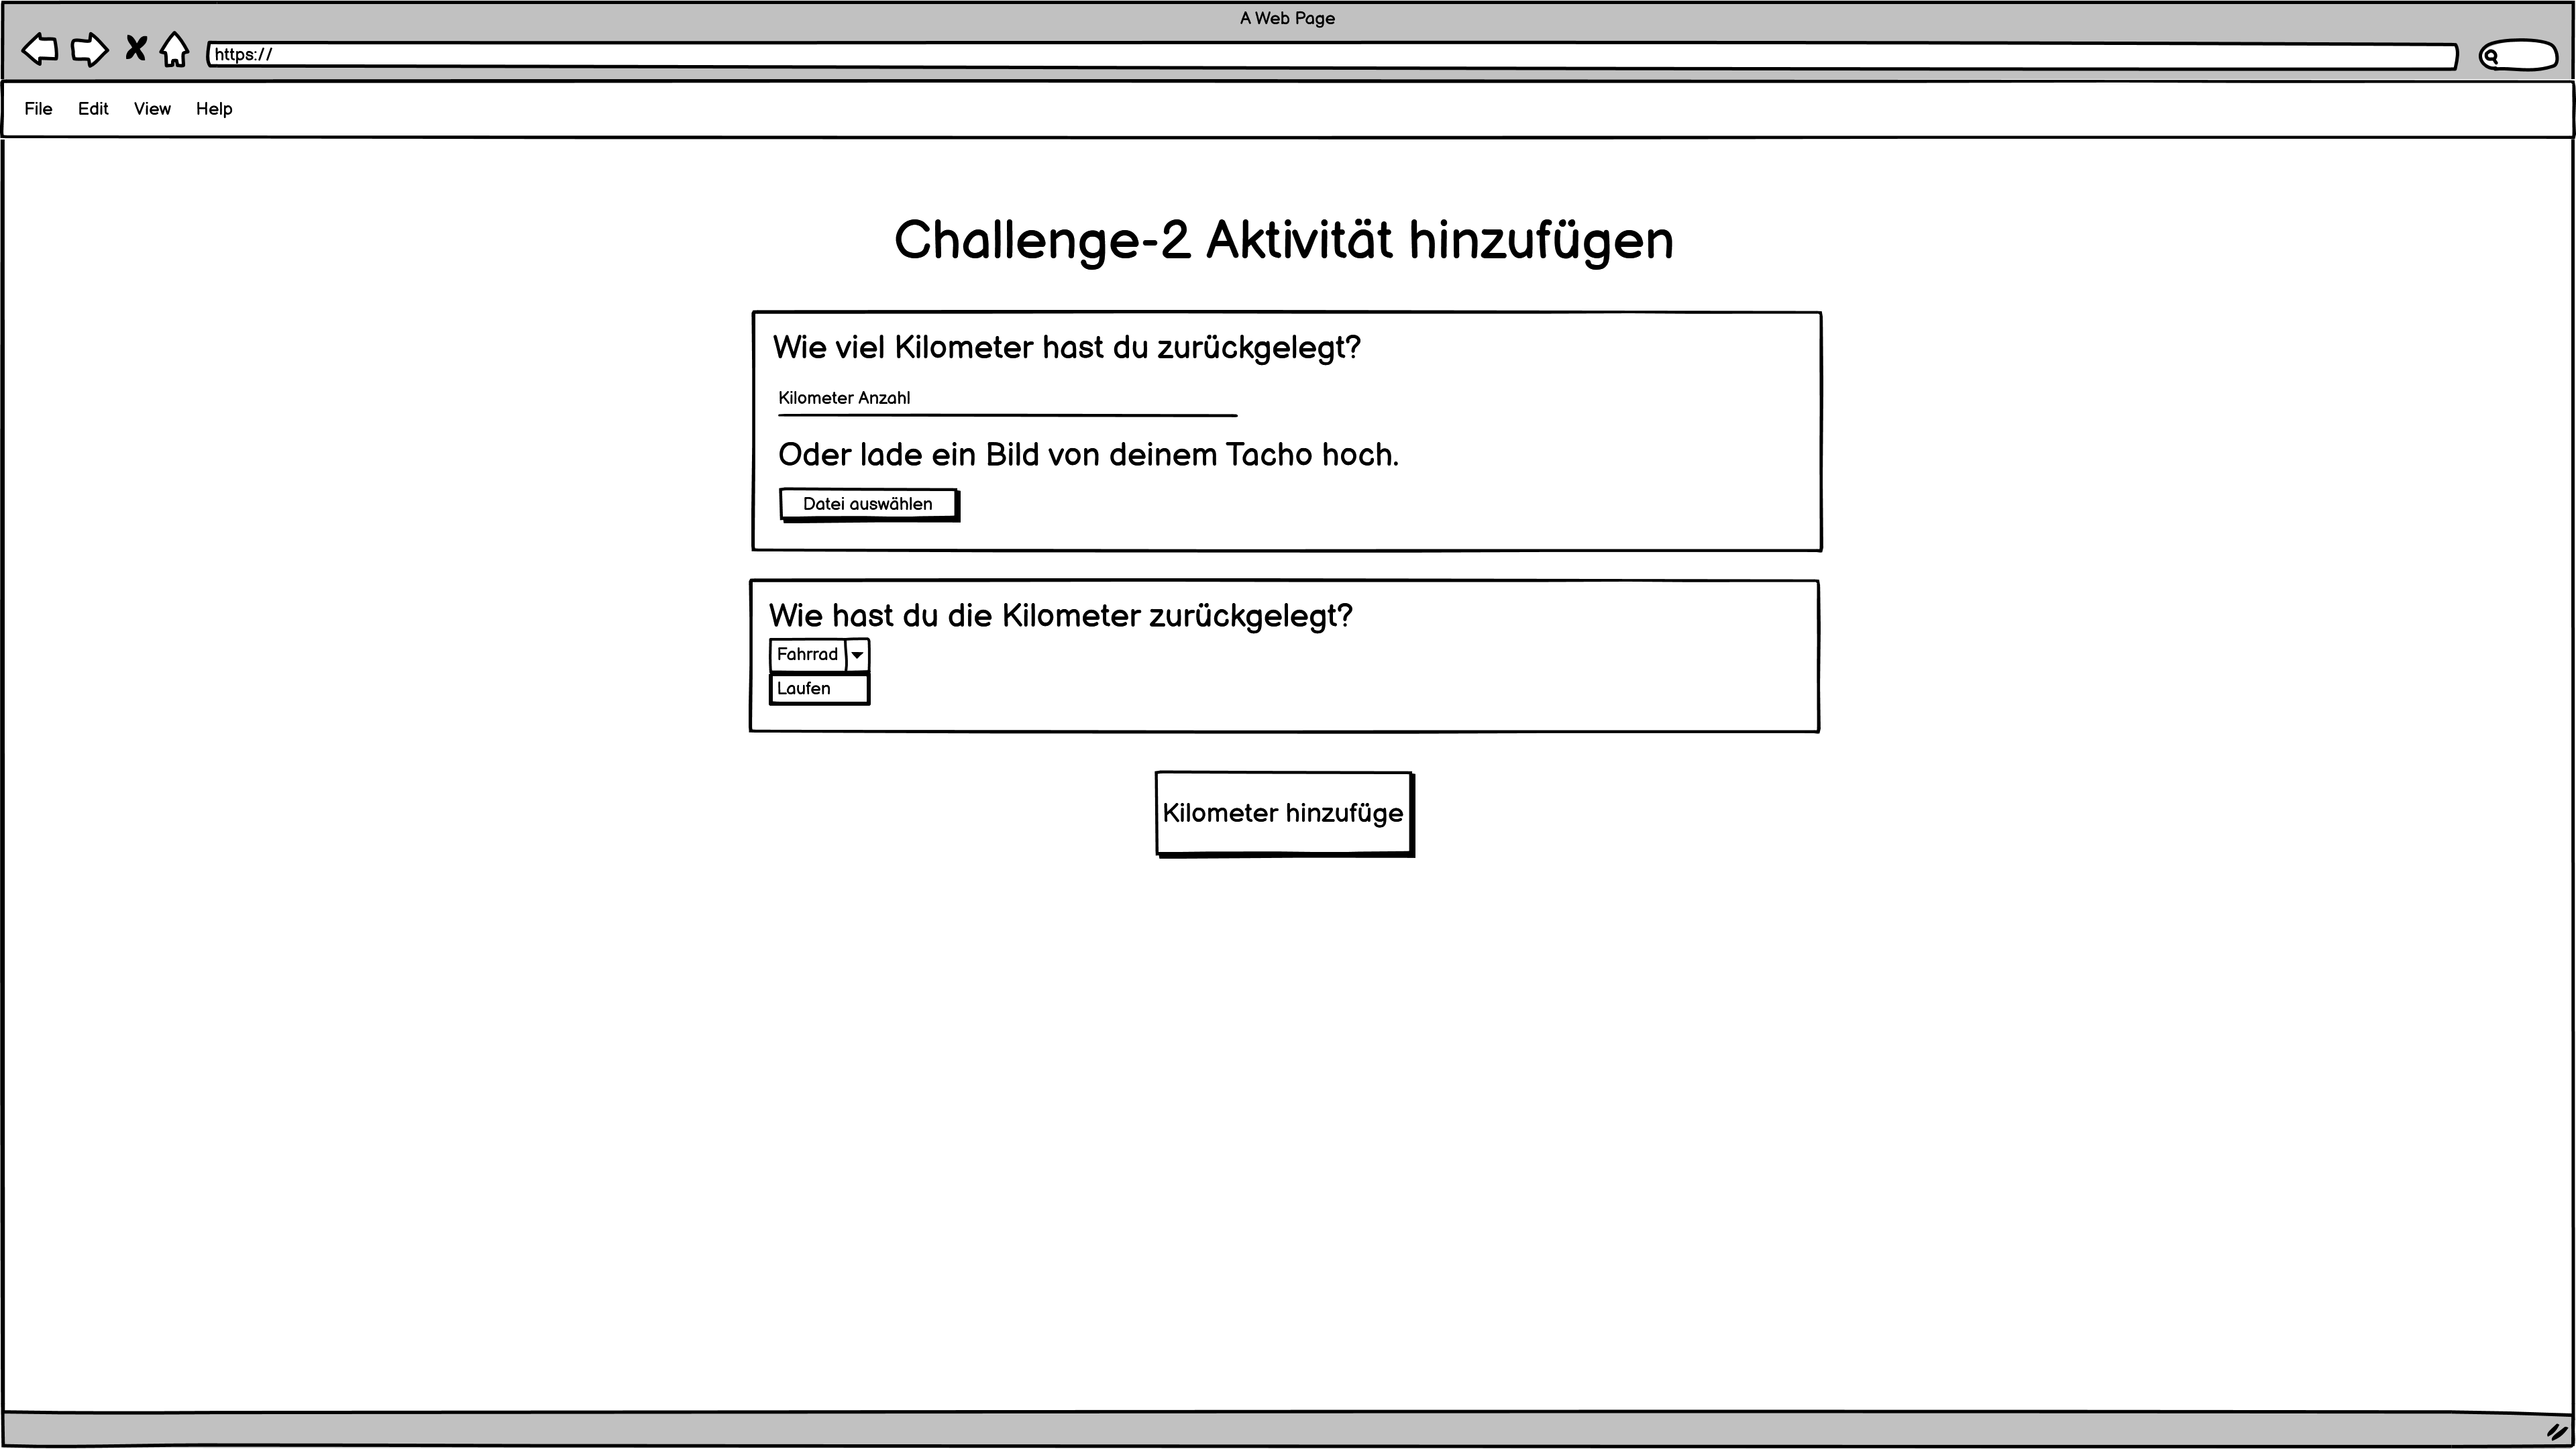 A Web Page
https://
File Edit View Help
Challenge-2 Aktivität hinzufügen
Wie viel Kilometer hast du zurückgelegt?
Kilometer Anzahl
Oder lade ein Bild von deinem Tacho hoch.
Datei auswählen
Wie hast du die Kilometer zurückgelegt?
Fahrrad
Laufen
Kilometer hinzufüge